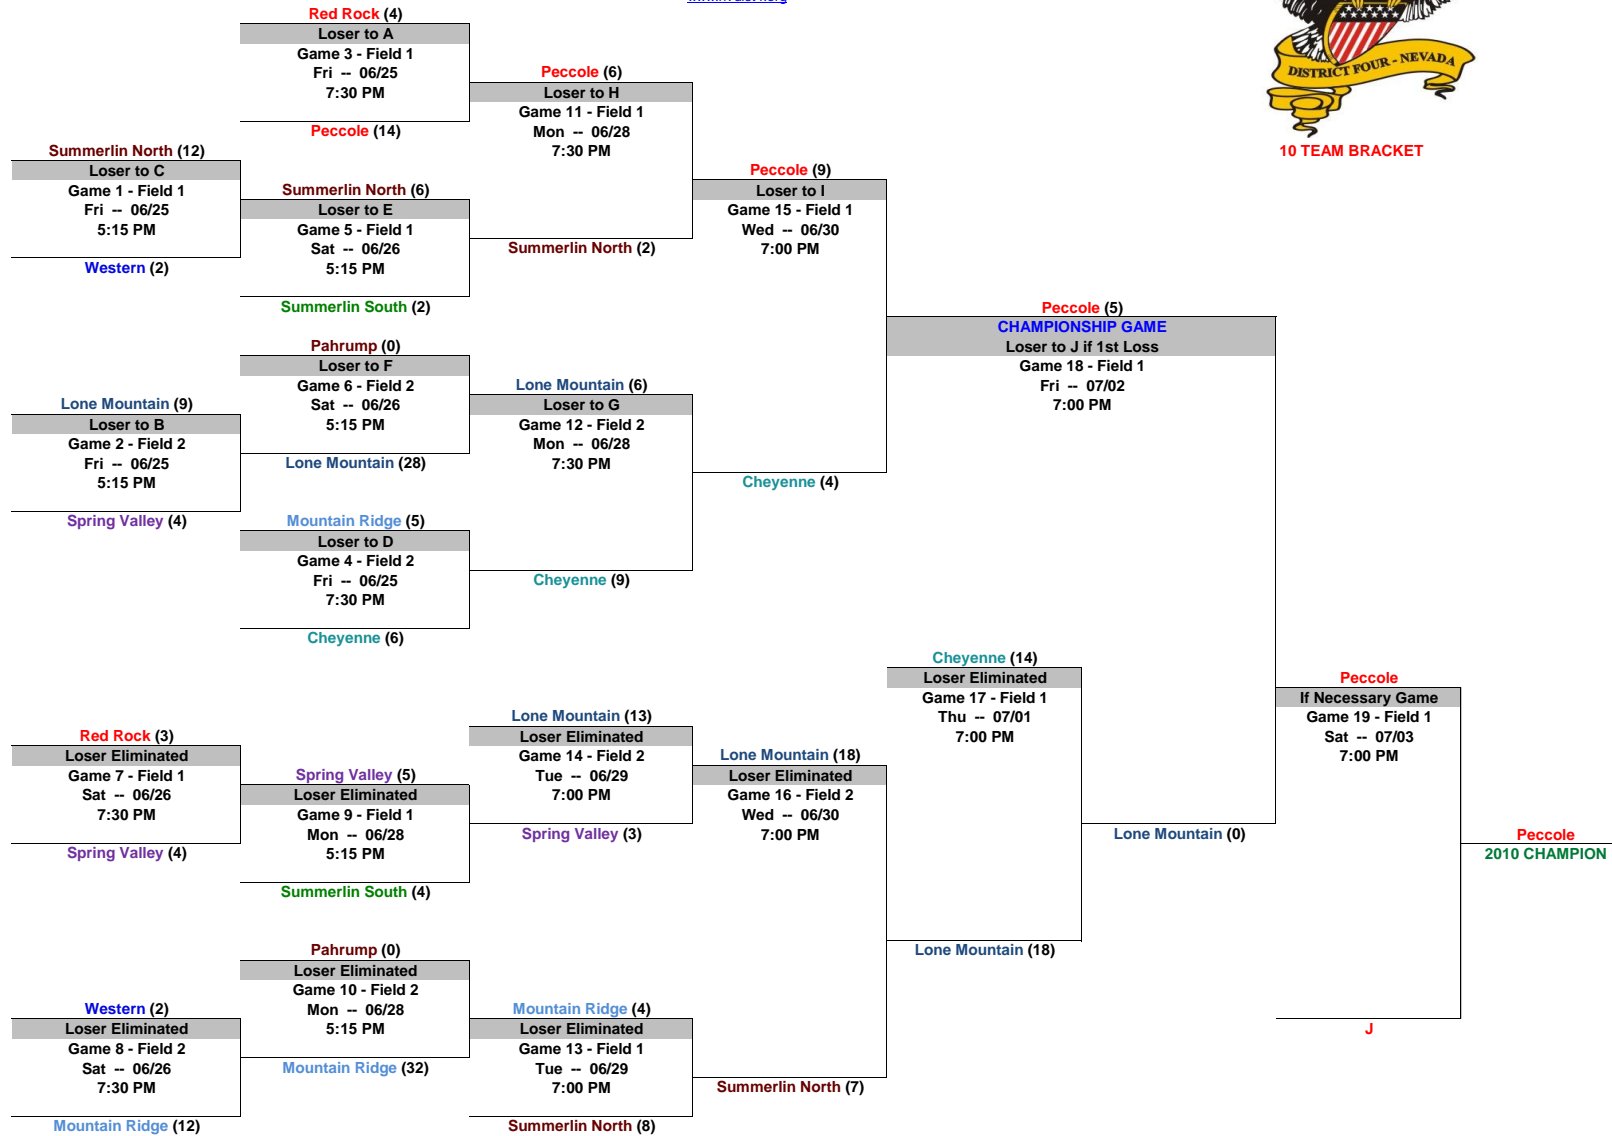 Red Rock (4)
Loser to A
Game 3 - Field 1
Fri -- 06/25
7:30 PM
Peccole (14)
Summerlin North (12)
Loser to C
Game 1 - Field 1
Fri -- 06/25
5:15 PM
Western (2)
Summerlin North (6)
Loser to E
Game 5 - Field 1
Sat -- 06/26
5:15 PM
Summerlin South (2)
Peccole (6)
Loser to H
Game 11 - Field 1
Mon -- 06/28
7:30 PM
Summerlin North (2)
Peccole (9)
Loser to I
Game 15 - Field 1
Wed -- 06/30
7:00 PM
Cheyenne (4)
DISTRICT FOUR - NEVADA
10 TEAM BRACKET
Pahrump (0)
Loser to F
Game 6 - Field 2
Sat -- 06/26
5:15 PM
Lone Mountain (28)
Lone Mountain (9)
Loser to B
Game 2 - Field 2
Fri -- 06/25
5:15 PM
Spring Valley (4)
Lone Mountain (6)
Loser to G
Game 12 - Field 2
Mon -- 06/28
7:30 PM
Cheyenne (9)
Mountain Ridge (5)
Loser to D
Game 4 - Field 2
Fri -- 06/25
7:30 PM
Cheyenne (6)
Peccole (5)
CHAMPIONSHIP GAME
Loser to J if 1st Loss
Game 18 - Field 1
Fri -- 07/02
7:00 PM
Lone Mountain (0)
Red Rock (3)
Loser Eliminated
Game 7 - Field 1
Sat -- 06/26
7:30 PM
Spring Valley (4)
Spring Valley (5)
Loser Eliminated
Game 9 - Field 1
Mon -- 06/28
5:15 PM
Summerlin South (4)
Lone Mountain (13)
Loser Eliminated
Game 14 - Field 2
Tue -- 06/29
7:00 PM
Spring Valley (3)
Lone Mountain (18)
Loser Eliminated
Game 16 - Field 2
Wed -- 06/30
7:00 PM
Summerlin North (7)
Cheyenne (14)
Loser Eliminated
Game 17 - Field 1
Thu -- 07/01
7:00 PM
Lone Mountain (18)
Western (2)
Loser Eliminated
Game 8 - Field 2
Sat -- 06/26
7:30 PM
Mountain Ridge (12)
Pahrump (0)
Loser Eliminated
Game 10 - Field 2
Mon -- 06/28
5:15 PM
Mountain Ridge (32)
Mountain Ridge (4)
Loser Eliminated
Game 13 - Field 1
Tue -- 06/29
7:00 PM
Summerlin North (8)
Peccole
If Necessary Game
Game 19 - Field 1
Sat -- 07/03
7:00 PM
J
Peccole
2010 CHAMPION